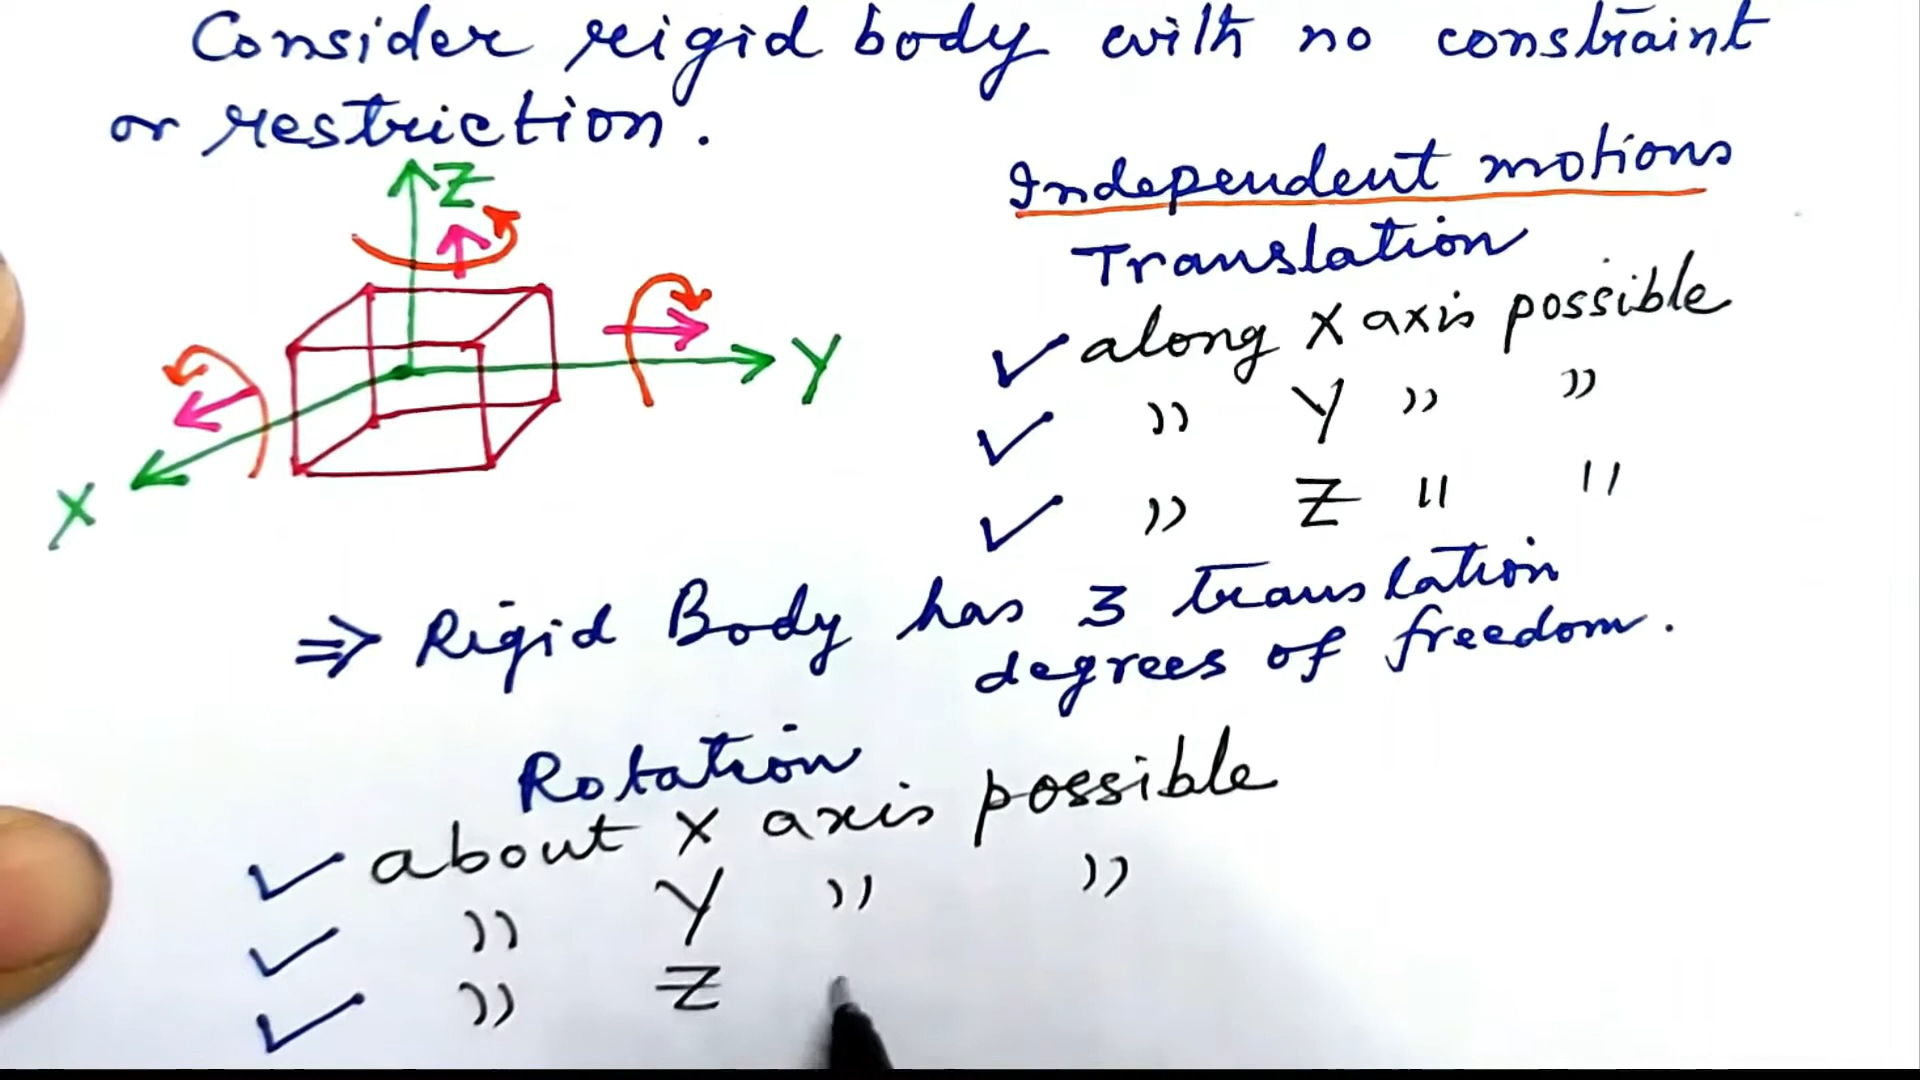 Consider rigid body with no constraint
or restriction.
Z
Y
X
Independent motions
Translation
✓ along X axis possible
✓ " Y " "
✓ " Z " "
⇒ Rigid Body has 3 translation
degrees of freedom.
Rotation
✓ about X axis possible
✓ " Y " "
✓ " Z